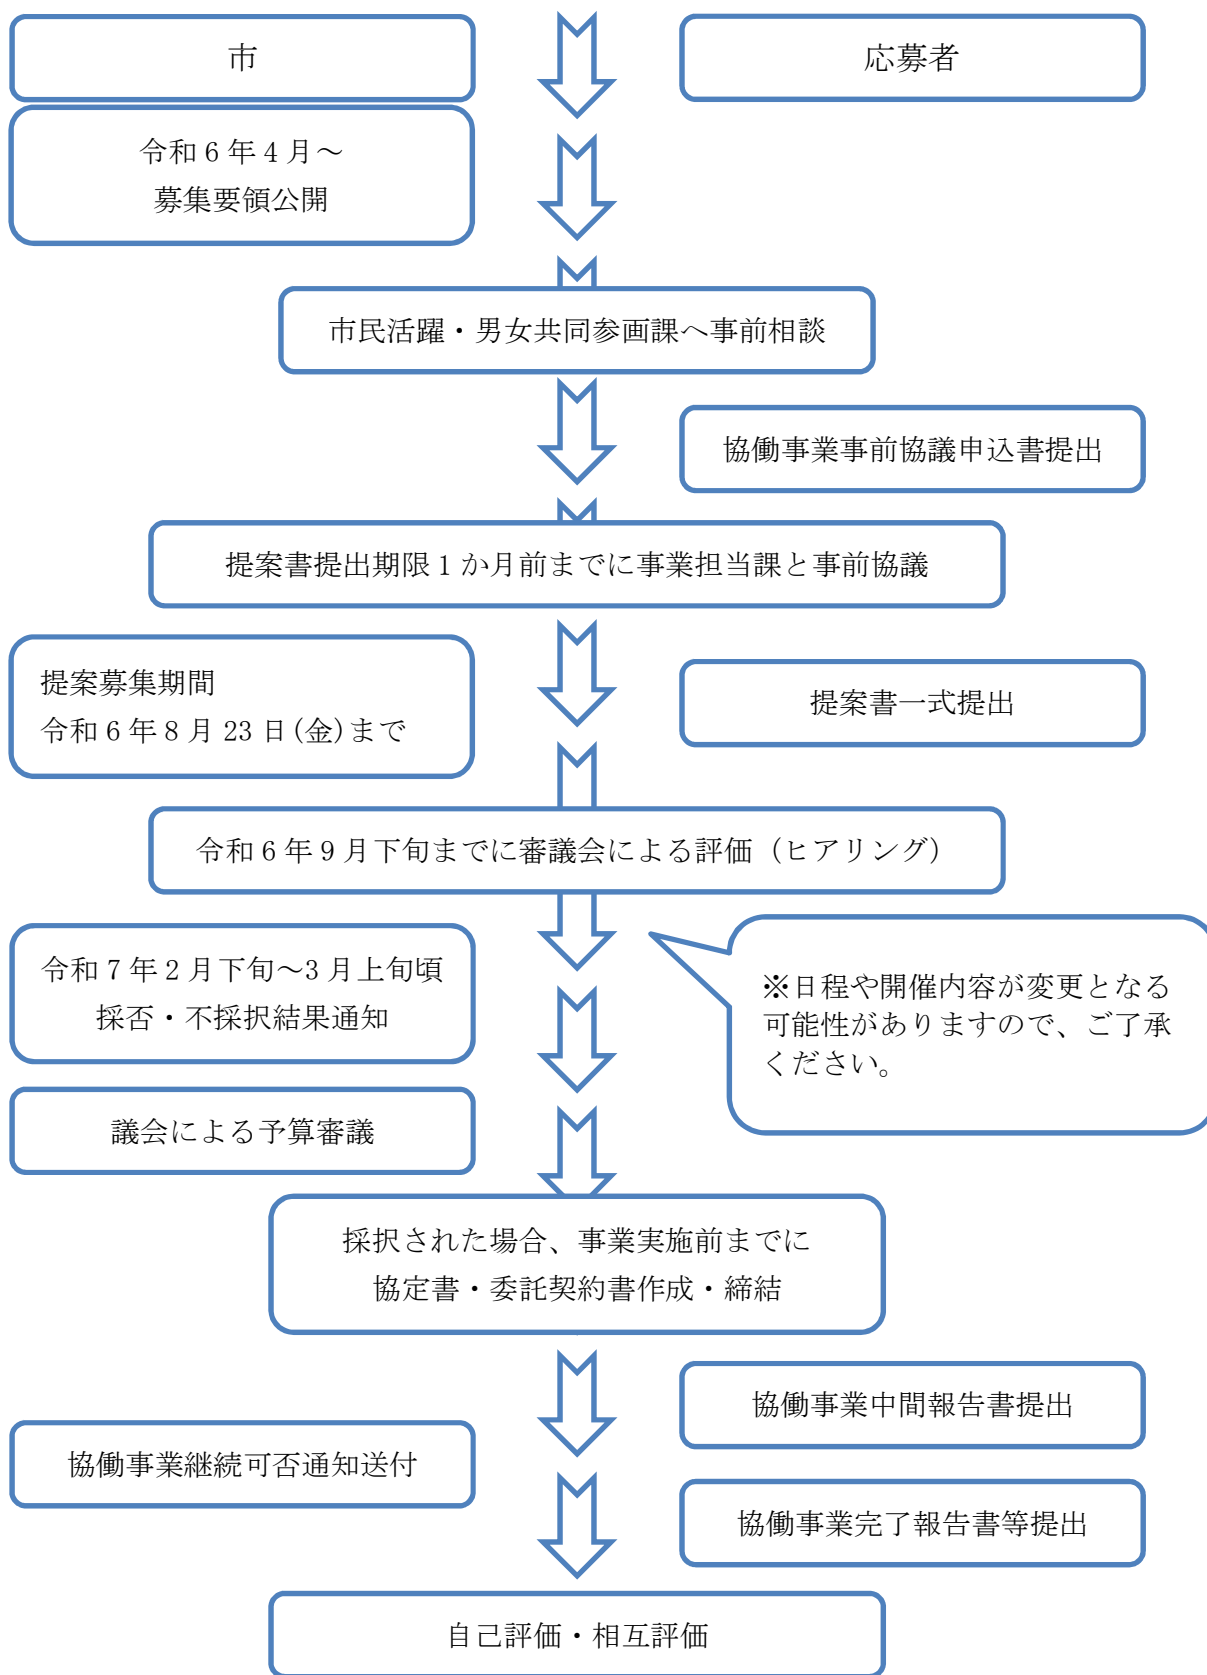 市
応募者
令和6年4月～
募集要領公開
市民活躍・男女共同参画課へ事前相談
協働事業事前協議申込書提出
提案書提出期限1か月前までに事業担当課と事前協議
提案募集期間
令和6年8月23日(金)まで
提案書一式提出
令和6年9月下旬までに審議会による評価（ヒアリング）
令和7年2月下旬～3月上旬頃
採否・不採択結果通知
※日程や開催内容が変更となる
可能性がありますので、ご了承
ください。
議会による予算審議
採択された場合、事業実施前までに
協定書・委託契約書作成・締結
協働事業中間報告書提出
協働事業継続可否通知送付
協働事業完了報告書等提出
自己評価・相互評価